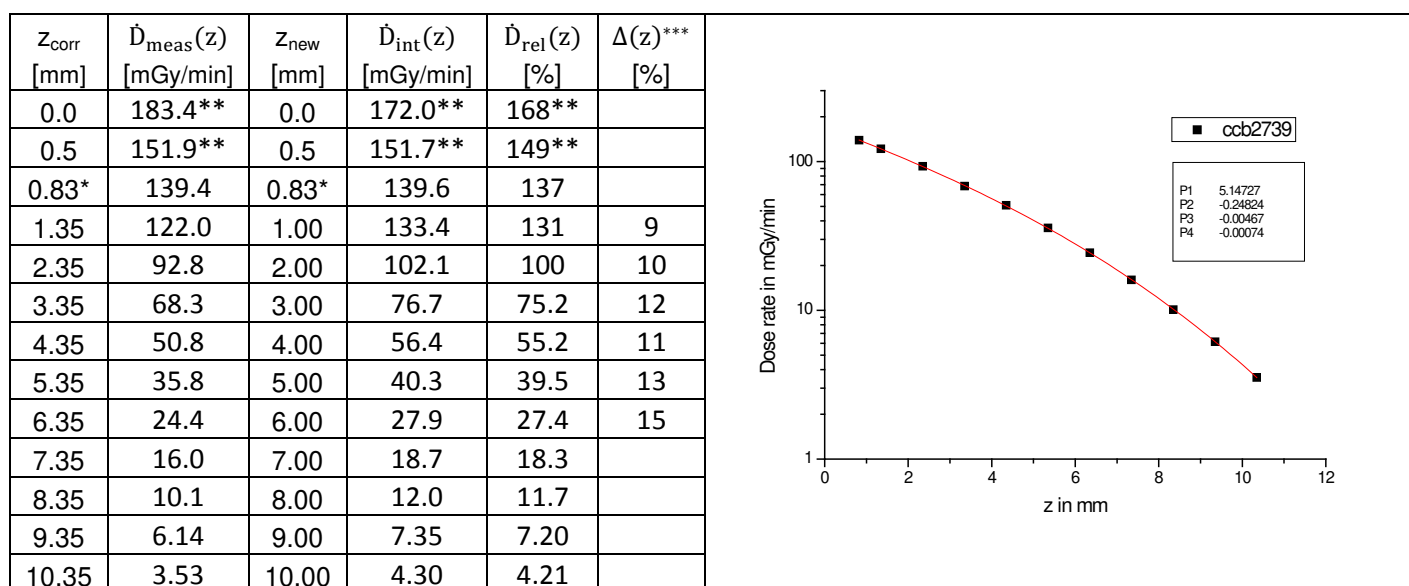 z_corr Ḋ_meas(z) z_new Ḋ_int(z) Ḋ_rel(z) Δ(z)***
[mm] [mGy/min] [mm] [mGy/min] [%] [%]
0.0 183.4** 0.0 172.0** 168**
0.5 151.9** 0.5 151.7** 149**
0.83* 139.4 0.83* 139.6 137
1.35 122.0 1.00 133.4 131 9
2.35 92.8 2.00 102.1 100 10
3.35 68.3 3.00 76.7 75.2 12
4.35 50.8 4.00 56.4 55.2 11
5.35 35.8 5.00 40.3 39.5 13
6.35 24.4 6.00 27.9 27.4 15
7.35 16.0 7.00 18.7 18.3
8.35 10.1 8.00 12.0 11.7
9.35 6.14 9.00 7.35 7.20
10.35 3.53 10.00 4.30 4.21
ccb2739
P1 5.14727
P2 -0.24824
P3 -0.00467
P4 -0.00074
Dose rate in mGy/min
100
10
1
0 2 4 6 8 10 12
z in mm